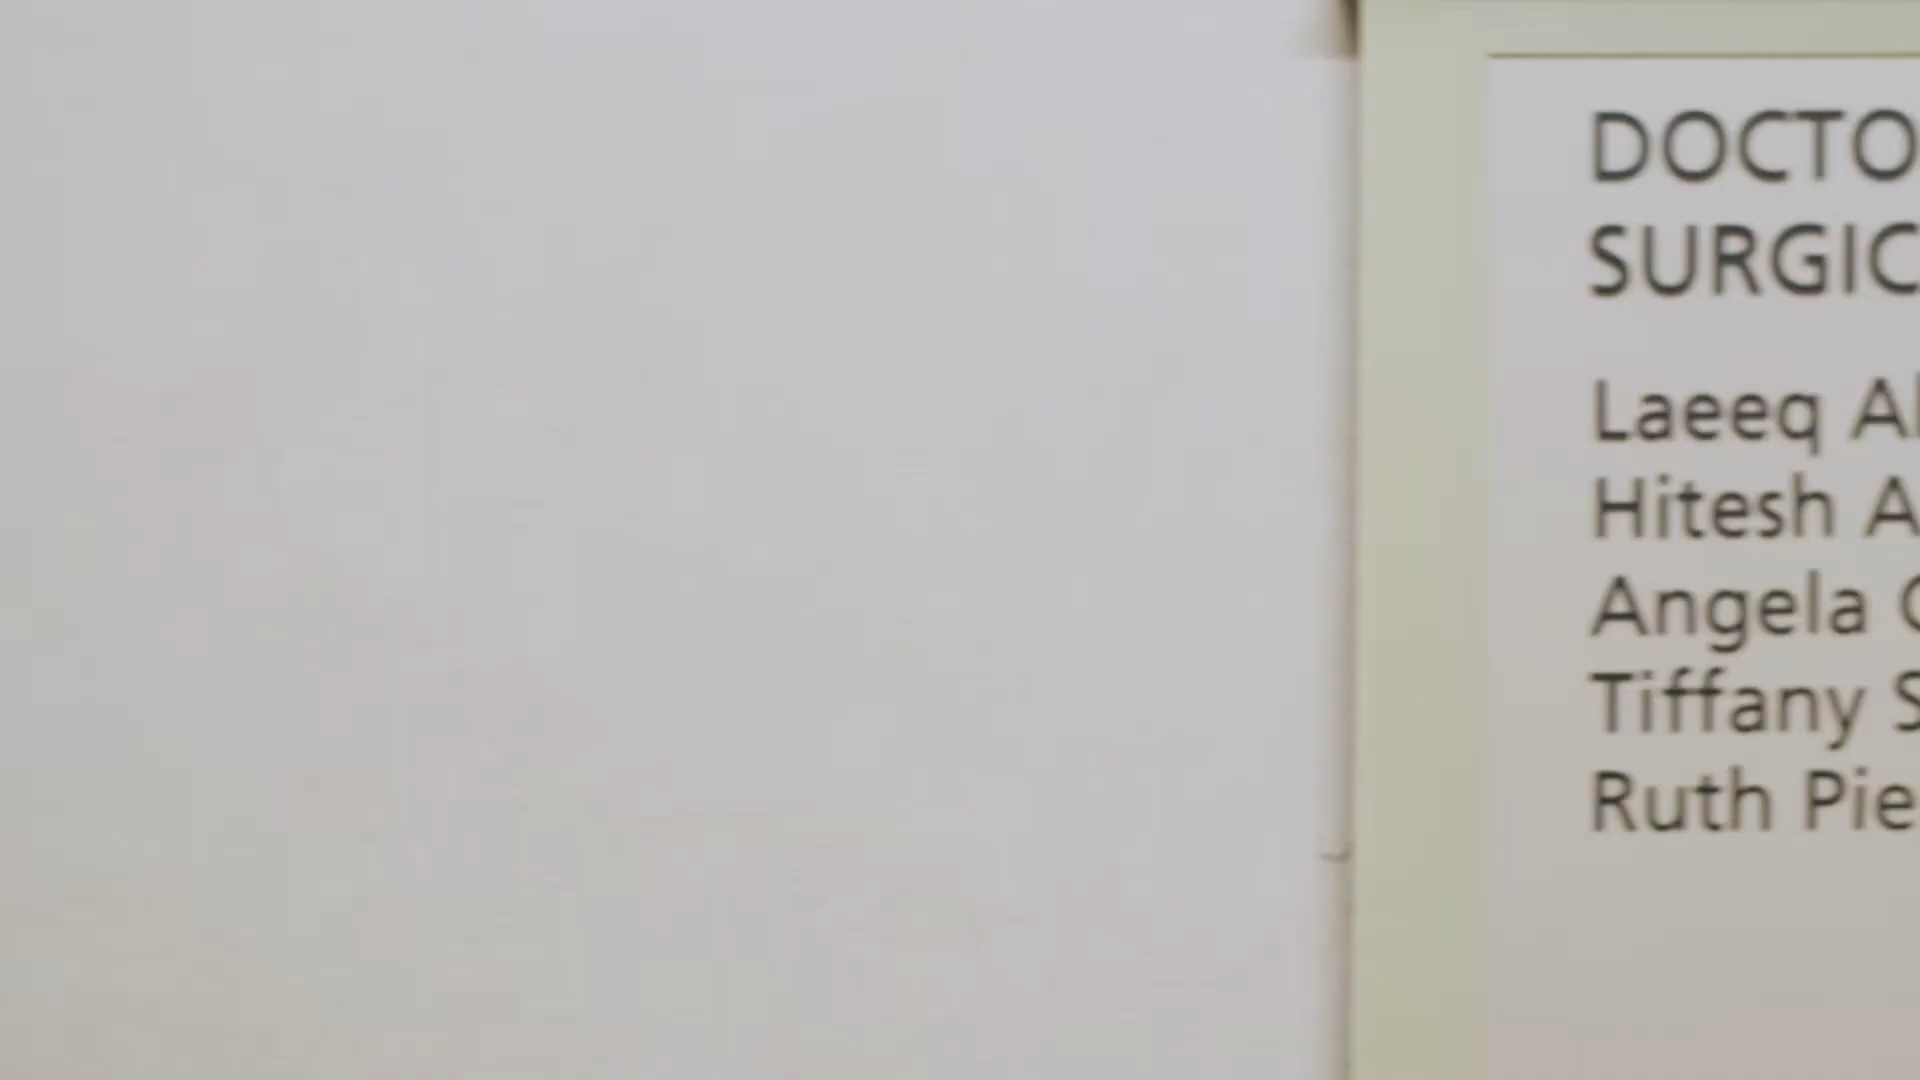 DOCTO
SURGIC
Laeeq Al
Hitesh A
Angela
Tiffany S
Ruth Pie